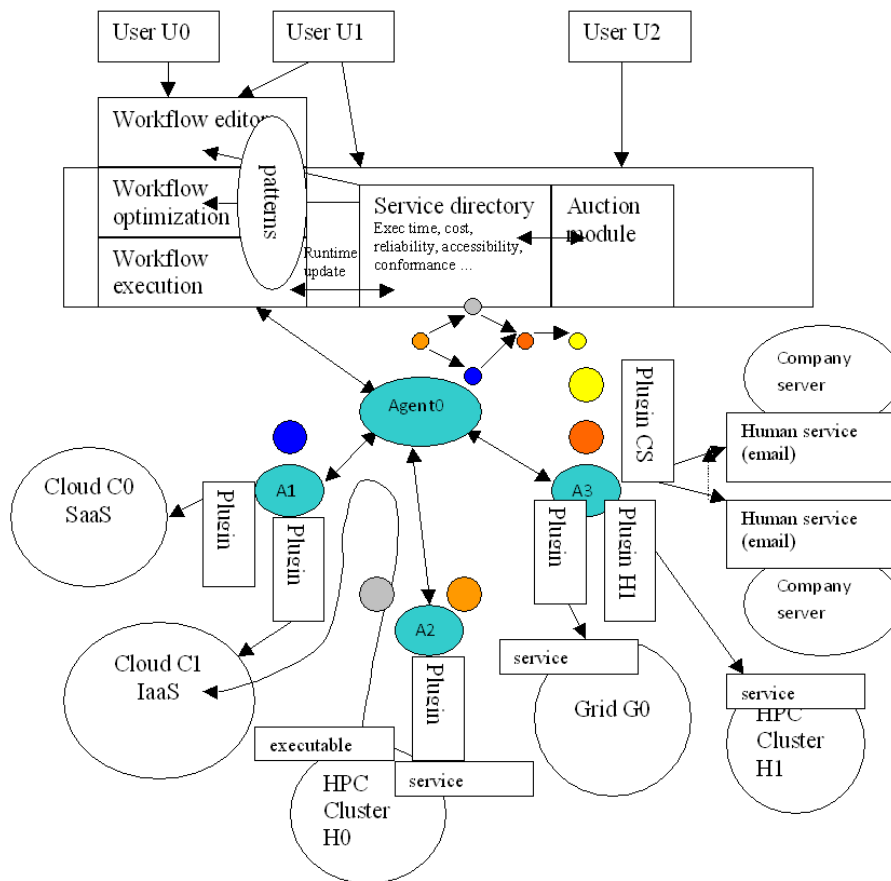 User U0
User U1
User U2
Workflow editor
patterns
Workflow
optimization
Workflow
execution
Runtime
update
Service directory
Exec time, cost,
reliability, accessibility,
conformance ...
Auction
module
Agent0
A1
A2
A3
Cloud C0
SaaS
Plugin
Plugin
Cloud C1
IaaS
Plugin
executable
service
HPC
Cluster
H0
Plugin
Plugin H1
Plugin CS
service
Grid G0
Company
server
Human service
(email)
Human service
(email)
Company
server
service
HPC
Cluster
H1